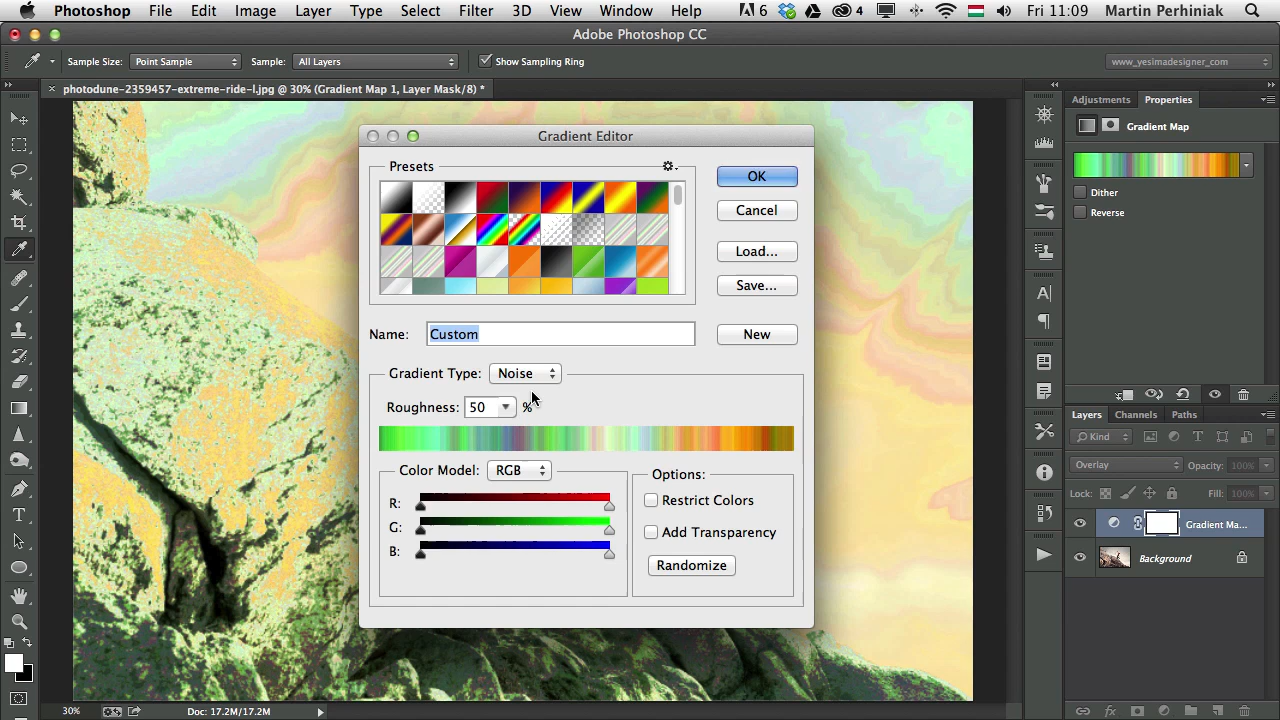 Photoshop File Edit Image Layer Type Select Filter 3D View Window Help 6 4 Fri 11:09 Martin Perhiniak
Adobe Photoshop CC
Sample Size: Point Sample Sample: All Layers Show Sampling Ring www_yesimadesigner_com
photodune-2359457-extreme-ride-l.jpg @ 30% (Gradient Map 1, Layer Mask/8) *
Adjustments Properties
Gradient Map
Dither
Reverse
Gradient Editor
Presets
OK
Cancel
Load...
Save...
Name: Custom New
Gradient Type: Noise
Roughness: 50 %
Color Model: RGB
R:
G:
B:
Options:
Restrict Colors
Add Transparency
Randomize
Layers Channels Paths
Kind
Overlay Opacity: 100%
Lock: Fill: 100%
Gradient Ma...
Background
30% Doc: 17.2M/17.2M